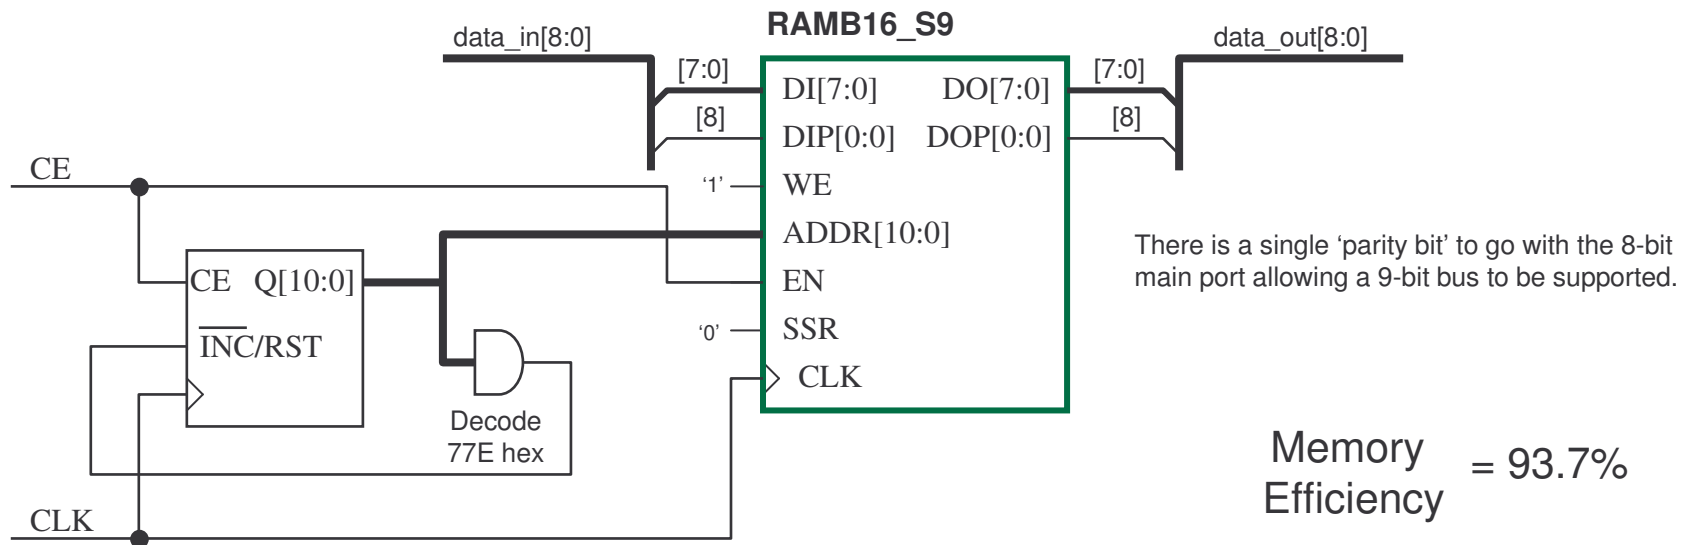 RAMB16_S9
data_in[8:0]
data_out[8:0]
[7:0]
DI[7:0]
DO[7:0]
[7:0]
[8]
DIP[0:0]
DOP[0:0]
[8]
CE
'1'
WE
ADDR[10:0]
There is a single ‘parity bit’ to go with the 8-bit
main port allowing a 9-bit bus to be supported.
CE
Q[10:0]
EN
INC/RST
‘0’
SSR
CLK
Decode
77E hex
Memory
Efficiency
= 93.7%
CLK